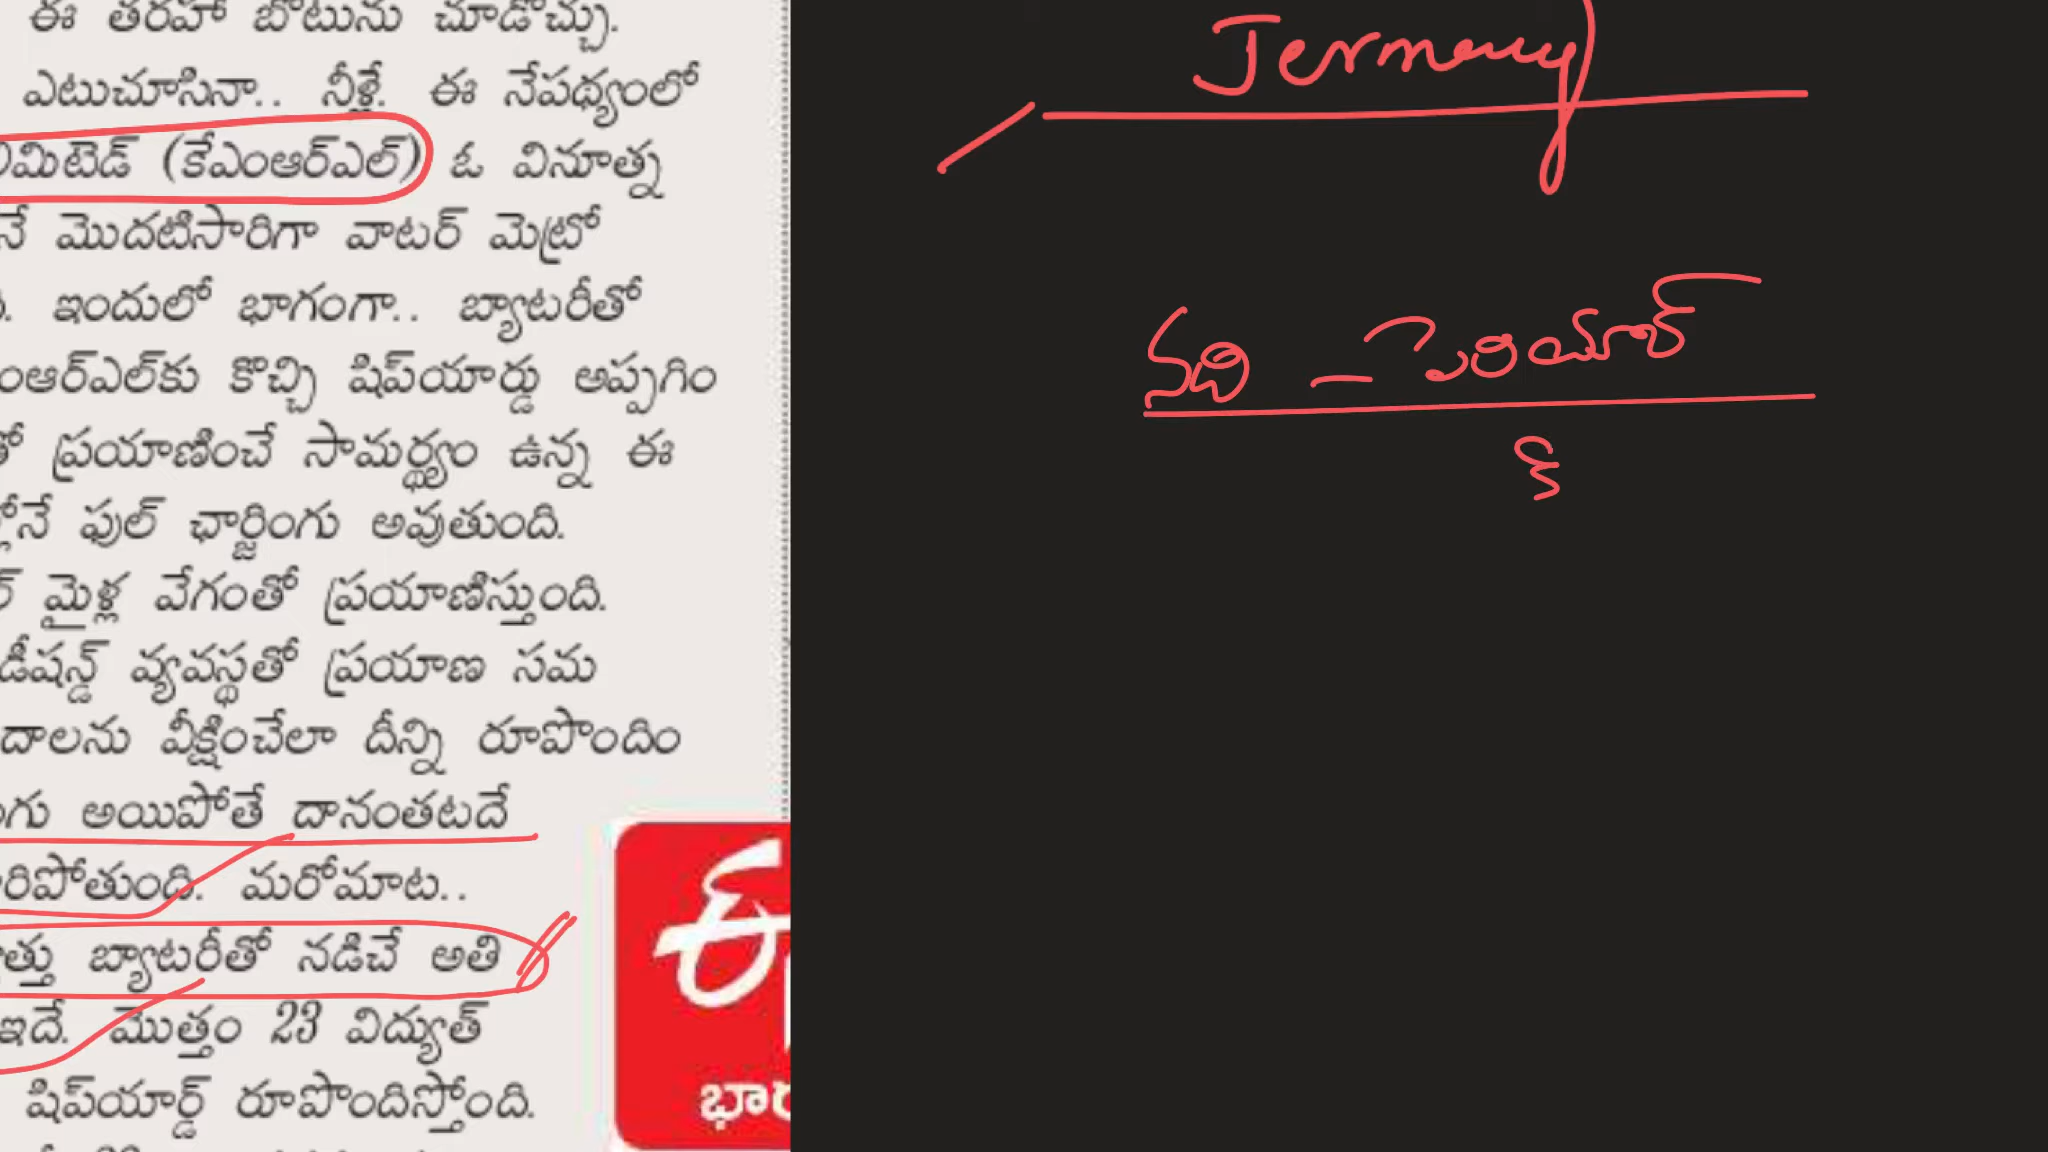 ఈ తరహా బోటును చూడొచ్చు.
ఎటుచూసినా.. నీళ్లే. ఈ నేపథ్యంలో
లిమిటెడ్ (కేఎంఆర్ఎల్) ఓ వినూత్న
నే మొదటిసారిగా వాటర్ మెట్రో
ఇందులో భాగంగా.. బ్యాటరీతో
ంఆర్ఎల్‌కు కొచ్చి షిప్‌యార్డు అప్పగిం
తో ప్రయాణించే సామర్థ్యం ఉన్న ఈ
ల్లోనే ఫుల్ ఛార్జింగు అవుతుంది.
మైళ్ల వేగంతో ప్రయాణిస్తుంది.
డీషన్డ్ వ్యవస్థతో ప్రయాణ సమ
దాలను వీక్షించేలా దీన్ని రూపొందిం
ంగు అయిపోతే దానంతటదే
రిపోతుంది. మరోమాట..
త్తు బ్యాటరీతో నడిచే అతి
ఇదే. మొత్తం 23 విద్యుత్
షిప్‌యార్డ్ రూపొందిస్తోంది.
ఈ
భార
Jermany
నది - పెరియార్